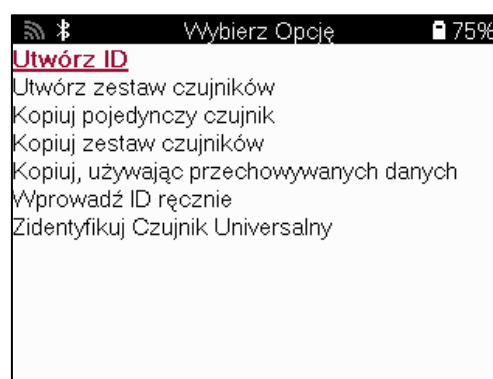 Wybierz Opcję 75%
Utwórz ID
Utwórz zestaw czujników
Kopiuj pojedynczy czujnik
Kopiuj zestaw czujników
Kopiuj, używając przechowywanych danych
Wprowadź ID ręcznie
Zidentyfikuj Czujnik Universalny